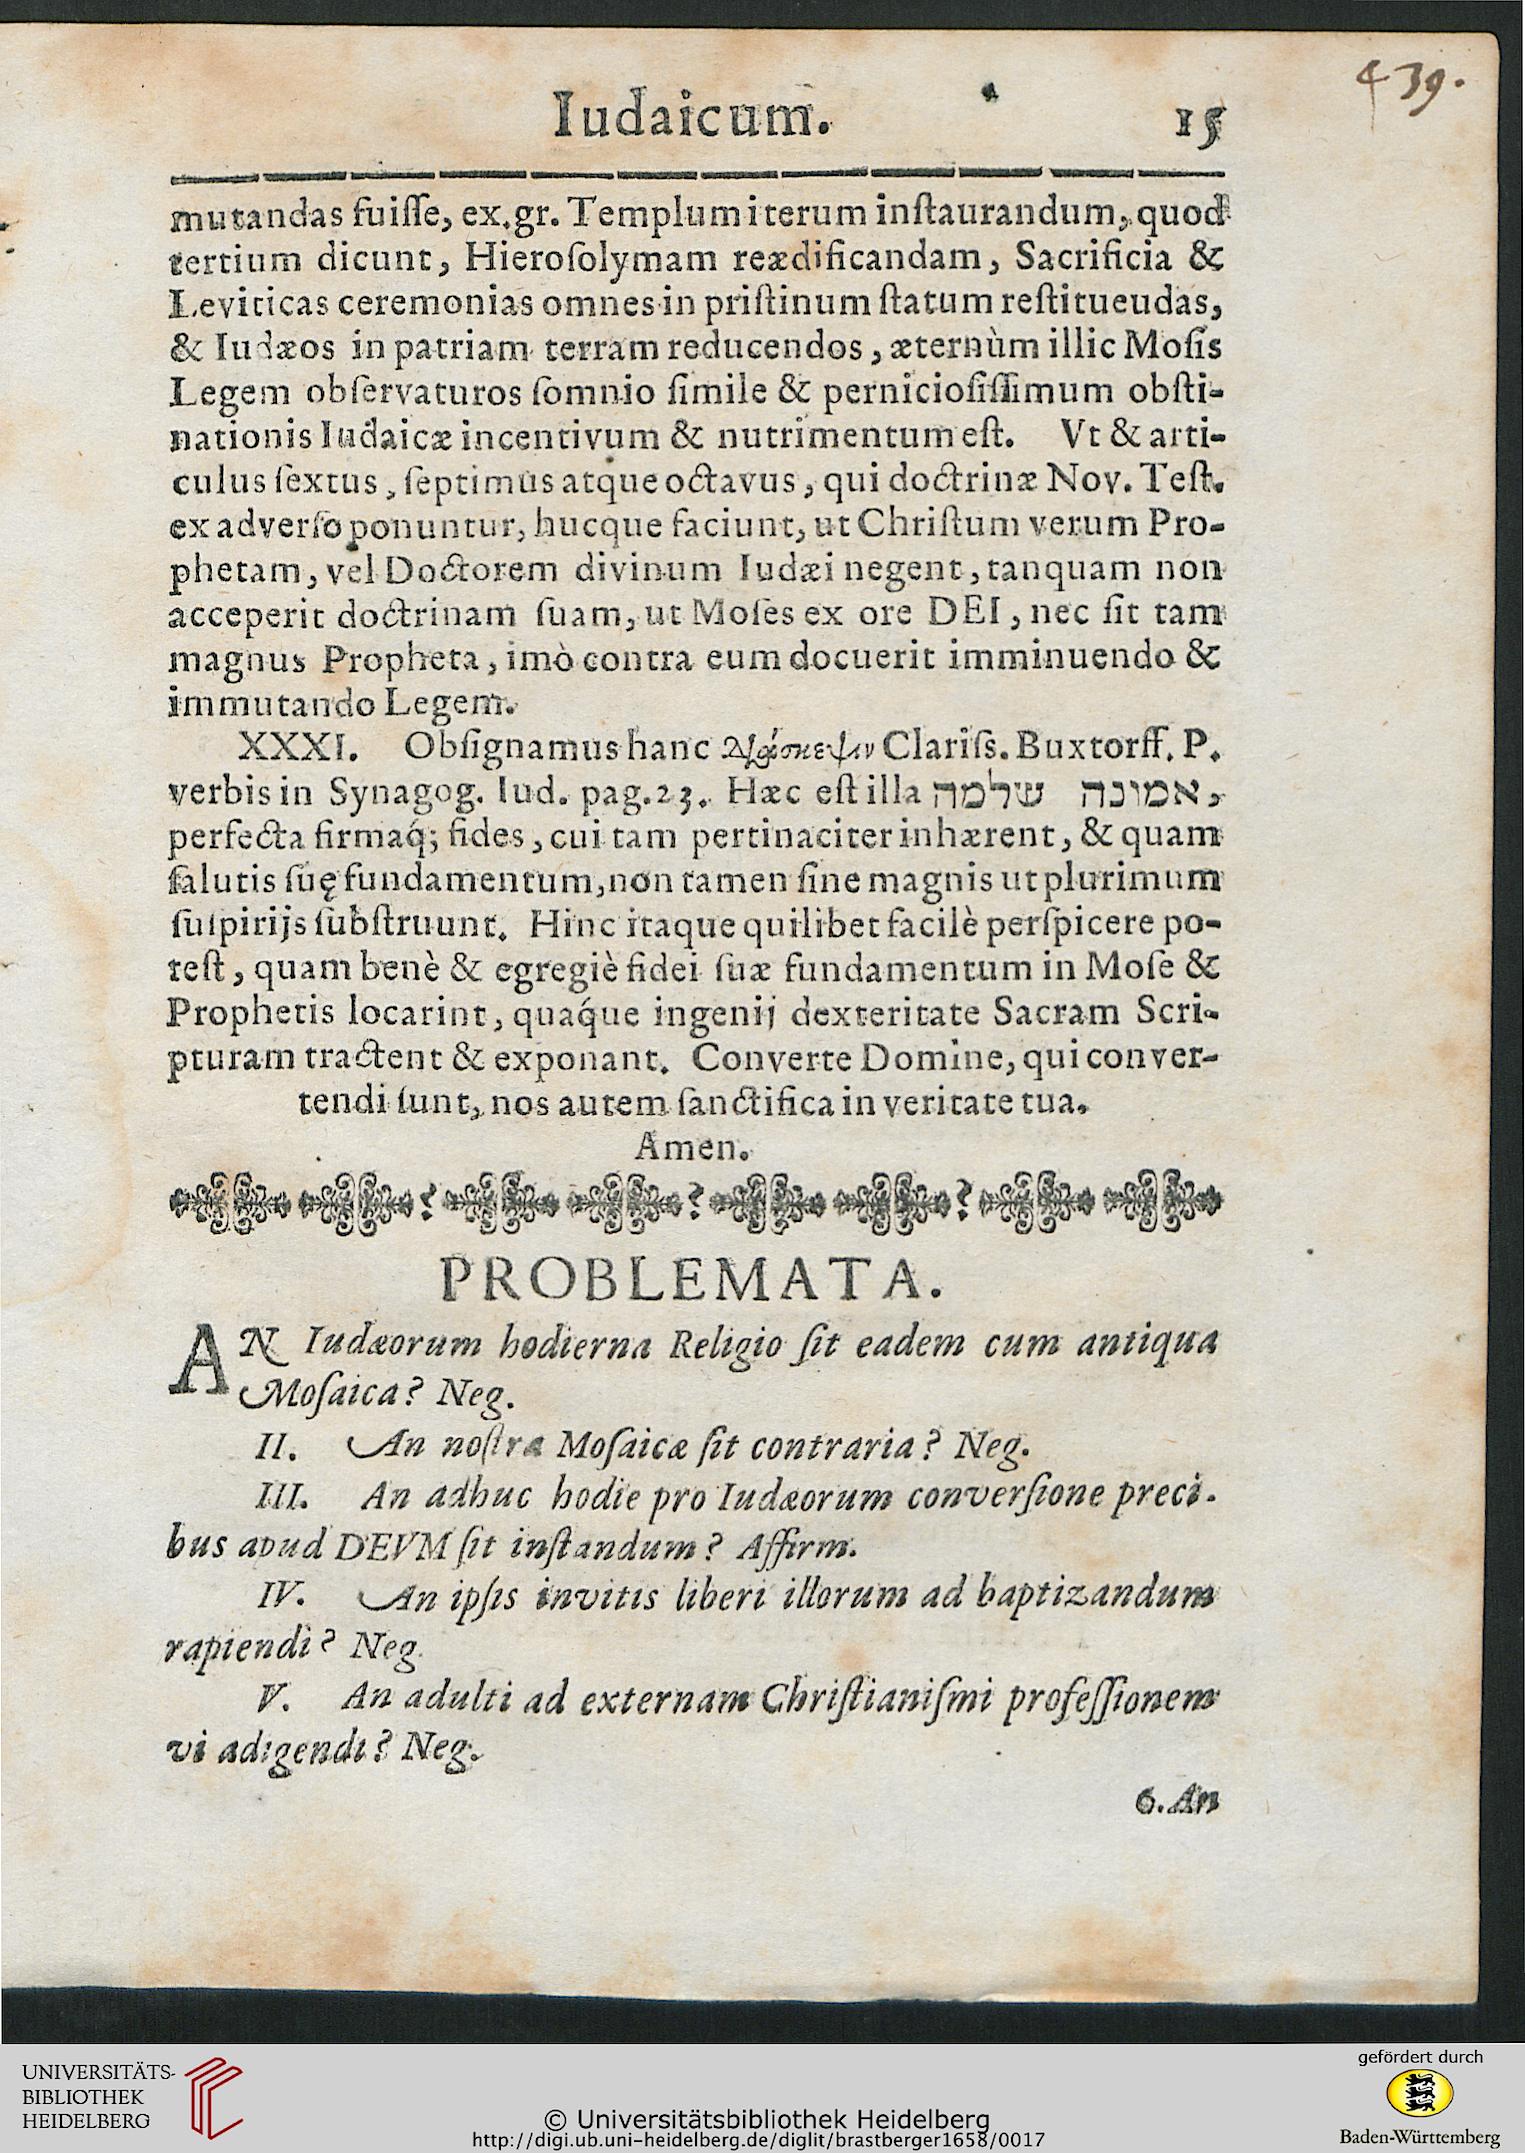 439.
Iudaicum. 15
mutandas fuiſſe, ex. gr. Templum iterum inſtaurandum, quod
tertium dicunt, Hieroſolymam reædificandam, Sacrificia &
Leviticas ceremonias omnes in priſtinum ſtatum reſtitueudas,
& Iudæos in patriam terram reducendos, æternùm illic Moſis
Legem obſervaturos ſomnio ſimile & pernicioſiſſimum obſti-
nationis Iudaicæ incentivum & nutrimentum eſt. Vt & arti-
culus ſextus, ſeptimus atque octavus, qui doctrinæ Nov. Teſt.
ex adverſo ponuntur, hucque faciunt, ut Chriſtum verum Pro-
phetam, vel Doctorem divinum Iudæi negent, tanquam non
acceperit doctrinam ſuam, ut Moſes ex ore DEI, nec ſit tam
magnus Propheta, imò contra eum docuerit imminuendo &
immutando Legem.
XXXI. Obſignamus hanc διάσκεψιν Clariſs. Buxtorff. P.
verbis in Synagog. Iud. pag. 23. Hæc eſt illa אמונה שלמה,
perfecta firmaq́; fides, cui tam pertinaciter inhærent, & quam
ſalutis ſuę fundamentum, non tamen ſine magnis ut plurimum
ſuſpirijs ſubſtruunt. Hinc itaque quilibet facilè perſpicere po-
teſt, quam benè & egregiè fidei ſuæ fundamentum in Moſe &
Prophetis locarint, quaq́ue ingenij dexteritate Sacram Scri-
pturam tractent & exponant. Converte Domine, qui conver-
tendi ſunt, nos autem ſanctifica in veritate tua.
Amen.
PROBLEMATA.
AN Iudæorum hodierna Religio ſit eadem cum antiqua
Moſaica? Neg.
II. An noſtra Moſaicæ ſit contraria? Neg.
III. An adhuc hodie pro Iudæorum converſione preci-
bus apud DEVM ſit inſtandum? Affirm.
IV. An ipſis invitis liberi illorum ad baptizandum
rapiendi? Neg.
V. An adulti ad externam Chriſtianiſmi profeſſionem
vi adigendi? Neg.
6. An
UNIVERSITÄTS-
BIBLIOTHEK
HEIDELBERG
© Universitätsbibliothek Heidelberg
http://digi.ub.uni-heidelberg.de/diglit/brastberger1658/0017
gefördert durch
Baden-Württemberg